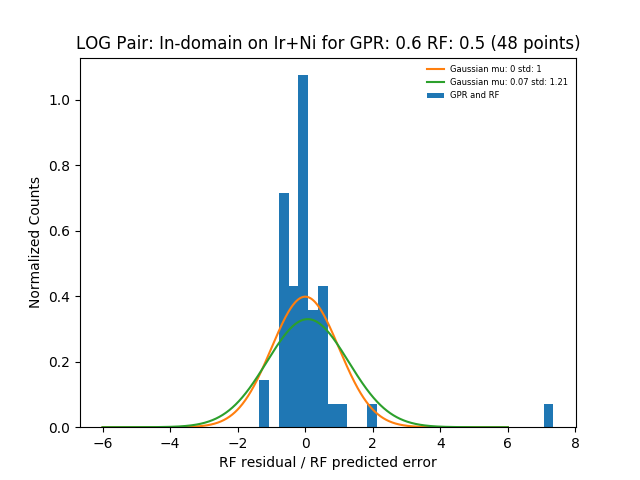 LOG Pair: In-domain on Ir+Ni for GPR: 0.6 RF: 0.5 (48 points)
Gaussian mu: 0 std: 1
Gaussian mu: 0.07 std: 1.21
GPR and RF
Normalized Counts
1.0
0.8
0.6
0.4
0.2
0.0
−6 −4 −2 0 2 4 6 8
RF residual / RF predicted error